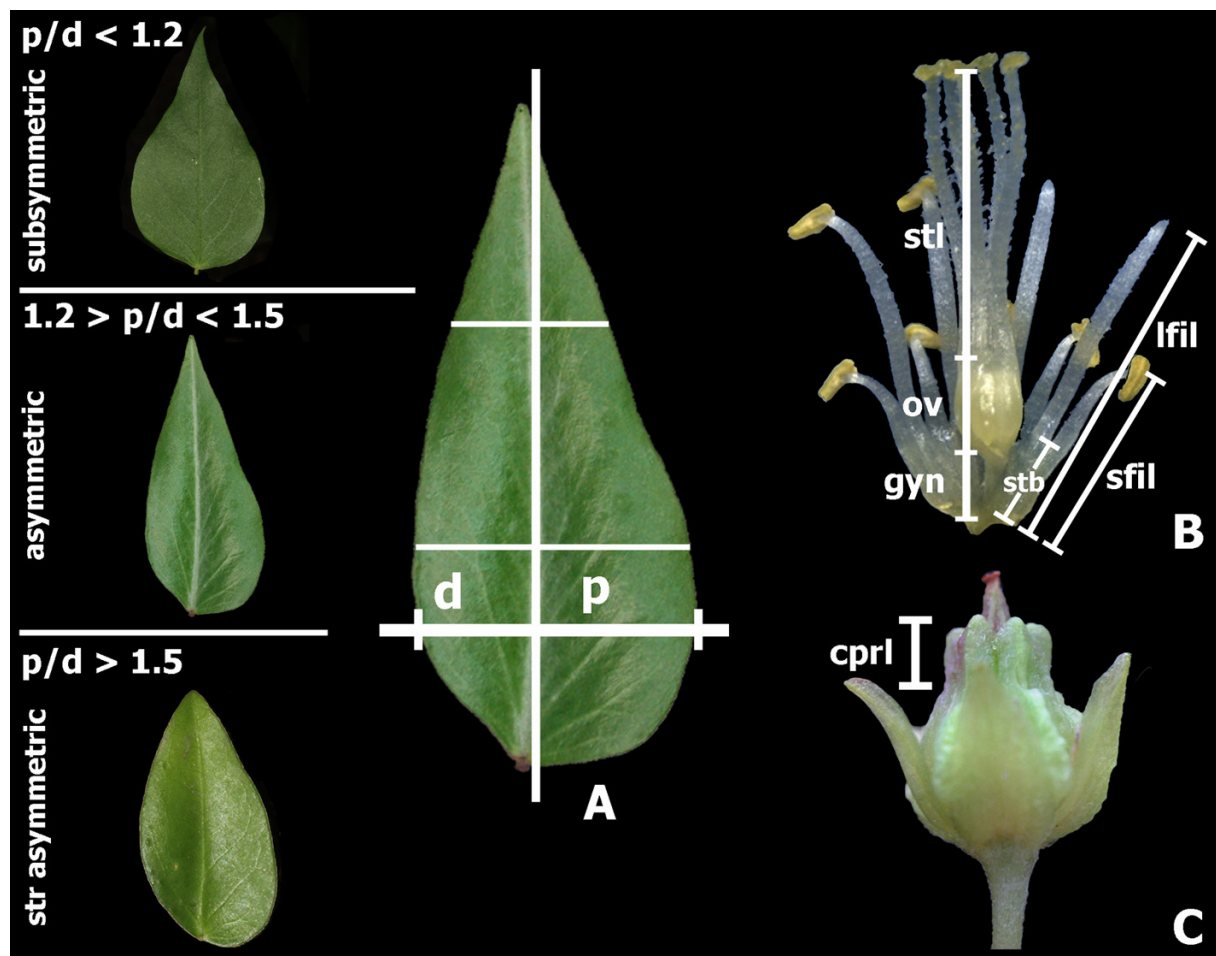 p/d < 1.2
subsymmetric
1.2 > p/d < 1.5
asymmetric
p/d > 1.5
str asymmetric
d
p
A
stl
ov
gyn
stb
lfil
sfil
B
cprl
C